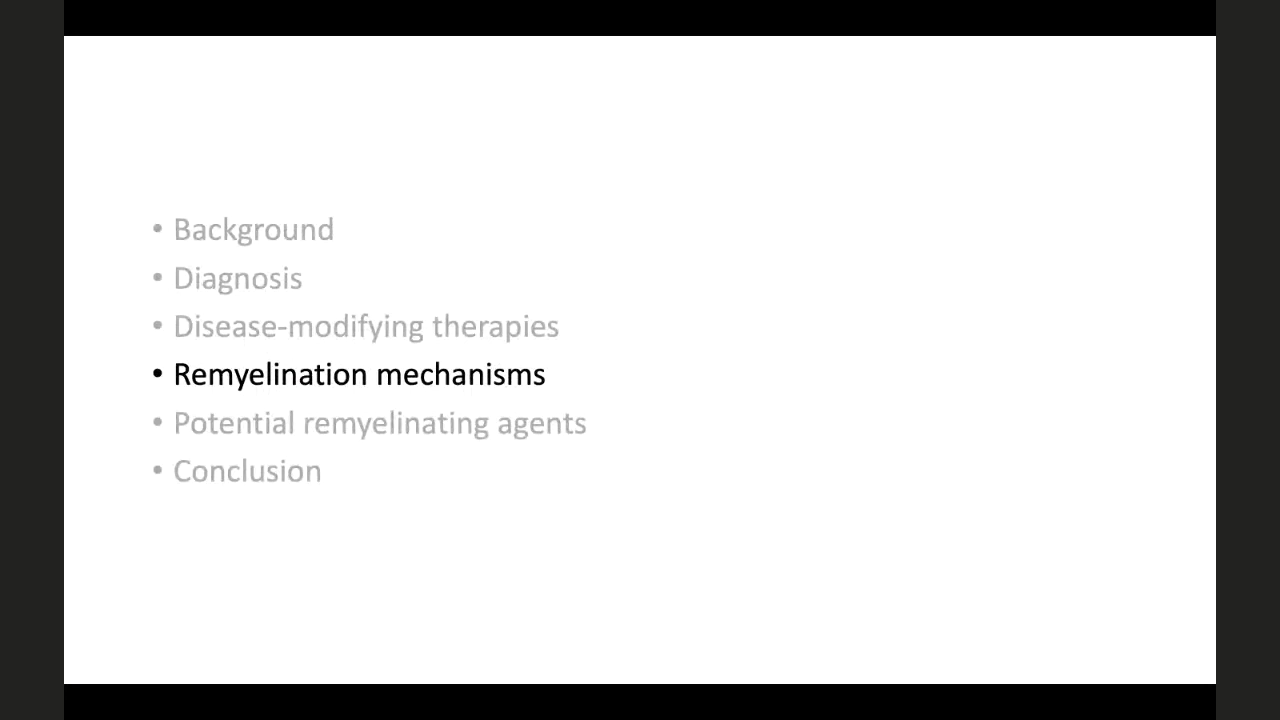 • Background
• Diagnosis
• Disease-modifying therapies
• Remyelination mechanisms
• Potential remyelinating agents
• Conclusion